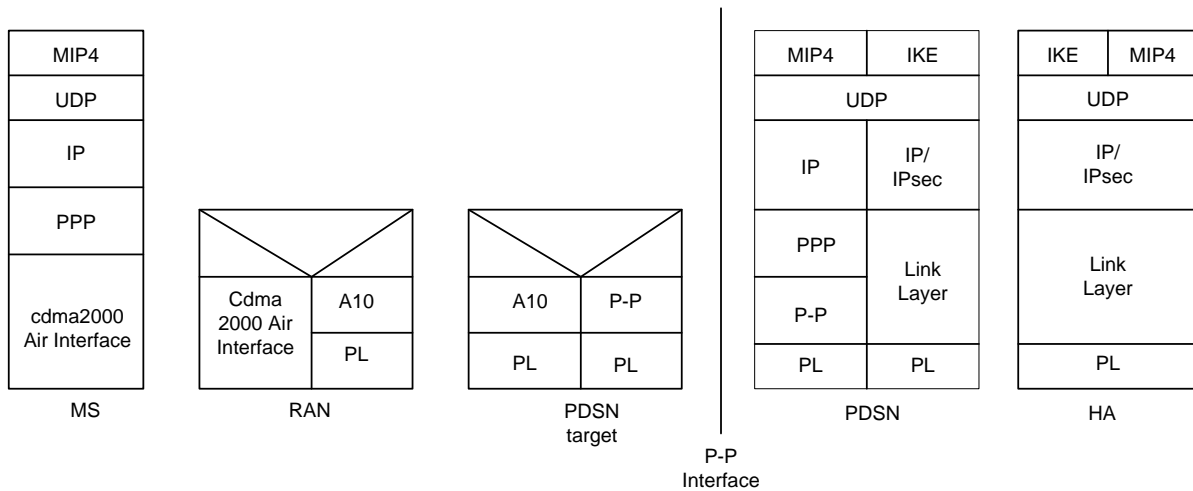 MIP4
UDP
IP
PPP
cdma2000
Air Interface
MS
Cdma
2000 Air
Interface
A10
PL
RAN
A10
P-P
PL
PL
PDSN
target
P-P
Interface
MIP4
IKE
UDP
IP
IP/
IPsec
PPP
Link
Layer
P-P
PL
PL
PDSN
IKE
MIP4
UDP
IP/
IPsec
Link
Layer
PL
HA